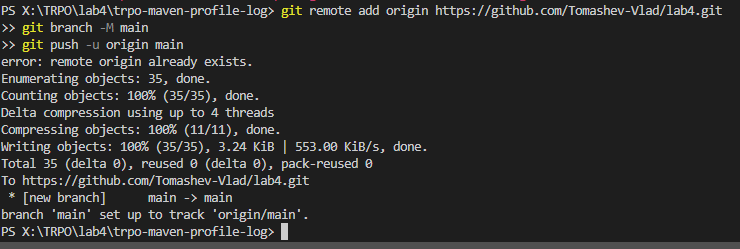 PS X:\TRPO\lab4\trpo-maven-profile-log> git remote add origin https://github.com/Tomashev-Vlad/lab4.git
>> git branch -M main
>> git push -u origin main
error: remote origin already exists.
Enumerating objects: 35, done.
Counting objects: 100% (35/35), done.
Delta compression using up to 4 threads
Compressing objects: 100% (11/11), done.
Writing objects: 100% (35/35), 3.24 KiB | 553.00 KiB/s, done.
Total 35 (delta 0), reused 0 (delta 0), pack-reused 0
To https://github.com/Tomashev-Vlad/lab4.git
 * [new branch]      main -> main
branch 'main' set up to track 'origin/main'.
PS X:\TRPO\lab4\trpo-maven-profile-log>